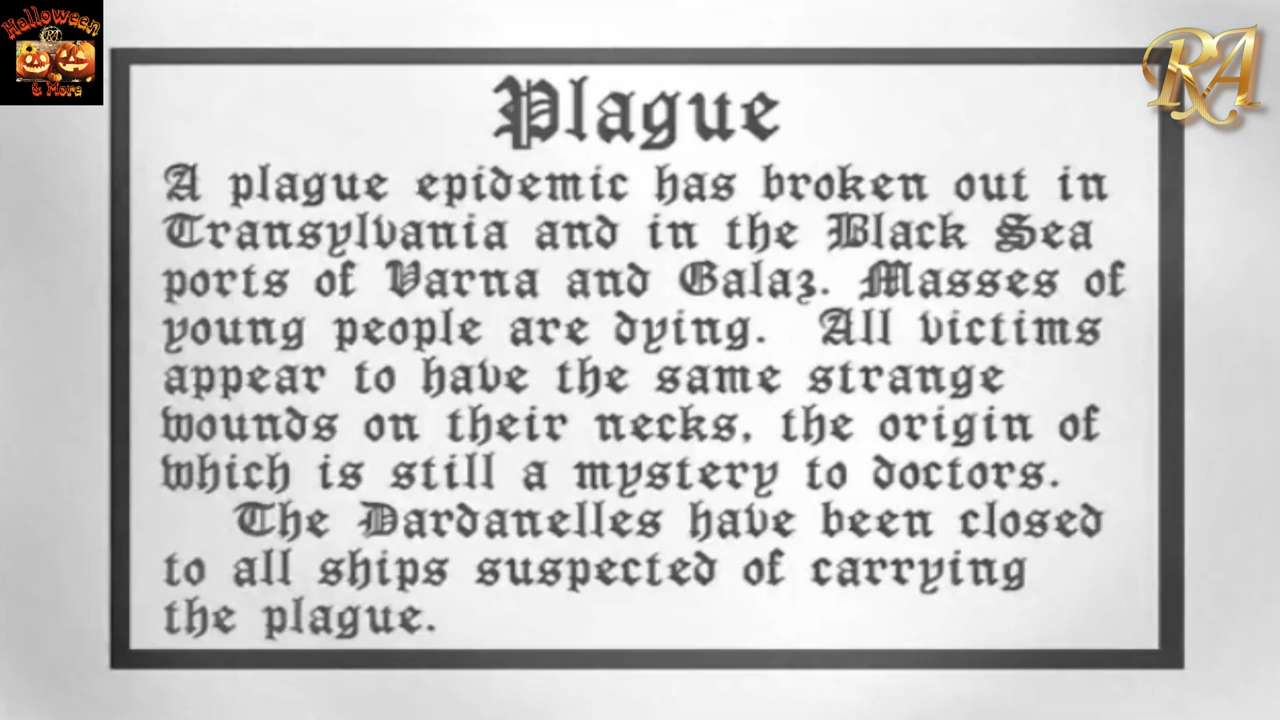 Halloween
RA
& More
RA
Plague
A plague epidemic has broken out in
Transylvania and in the Black Sea
ports of Varna and Galaz. Masses of
young people are dying. All victims
appear to have the same strange
wounds on their necks, the origin of
which is still a mystery to doctors.
The Dardanelles have been closed
to all ships suspected of carrying
the plague.